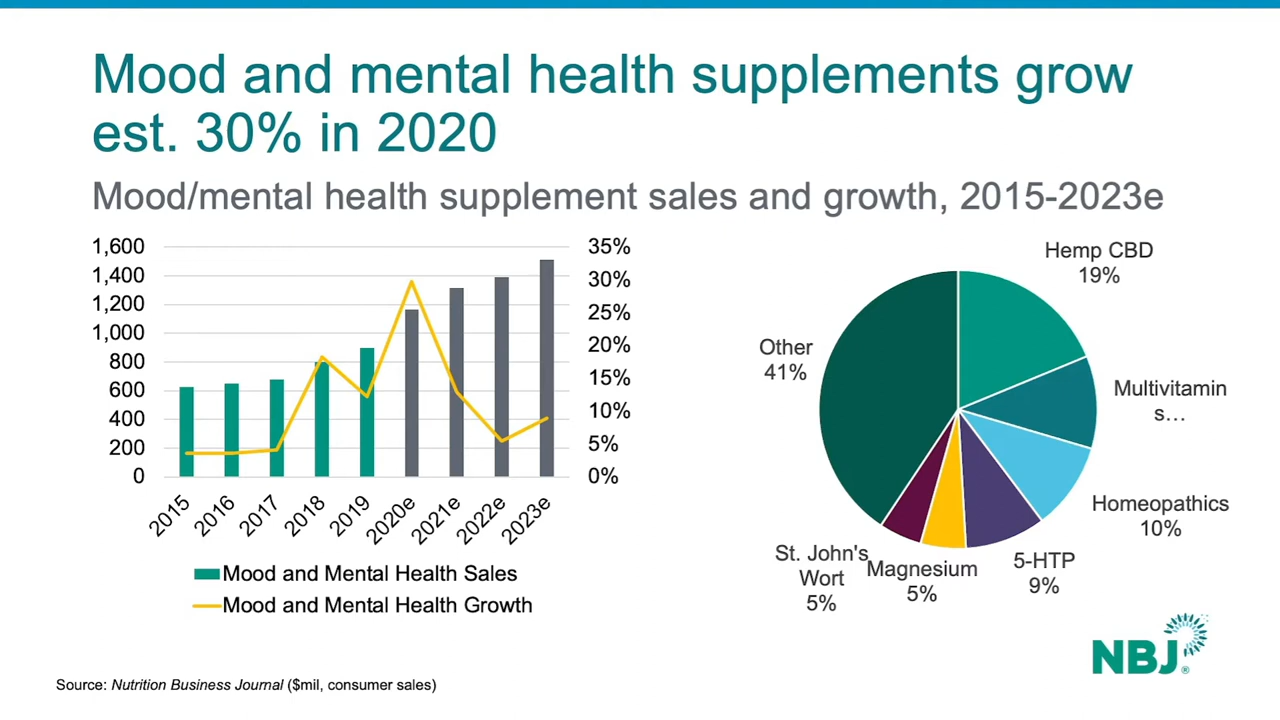 Mood and mental health supplements grow
est. 30% in 2020
Mood/mental health supplement sales and growth, 2015-2023e
1,600
1,400
1,200
1,000
800
600
400
200
0
35%
30%
25%
20%
15%
10%
5%
0%
2015
2016
2017
2018
2019
2020e
2021e
2022e
2023e
Mood and Mental Health Sales
Mood and Mental Health Growth
Hemp CBD
19%
Multivitamin
s…
Homeopathics
10%
5-HTP
9%
Magnesium
5%
St. John's
Wort
5%
Other
41%
NBJ®
Source: Nutrition Business Journal ($mil, consumer sales)